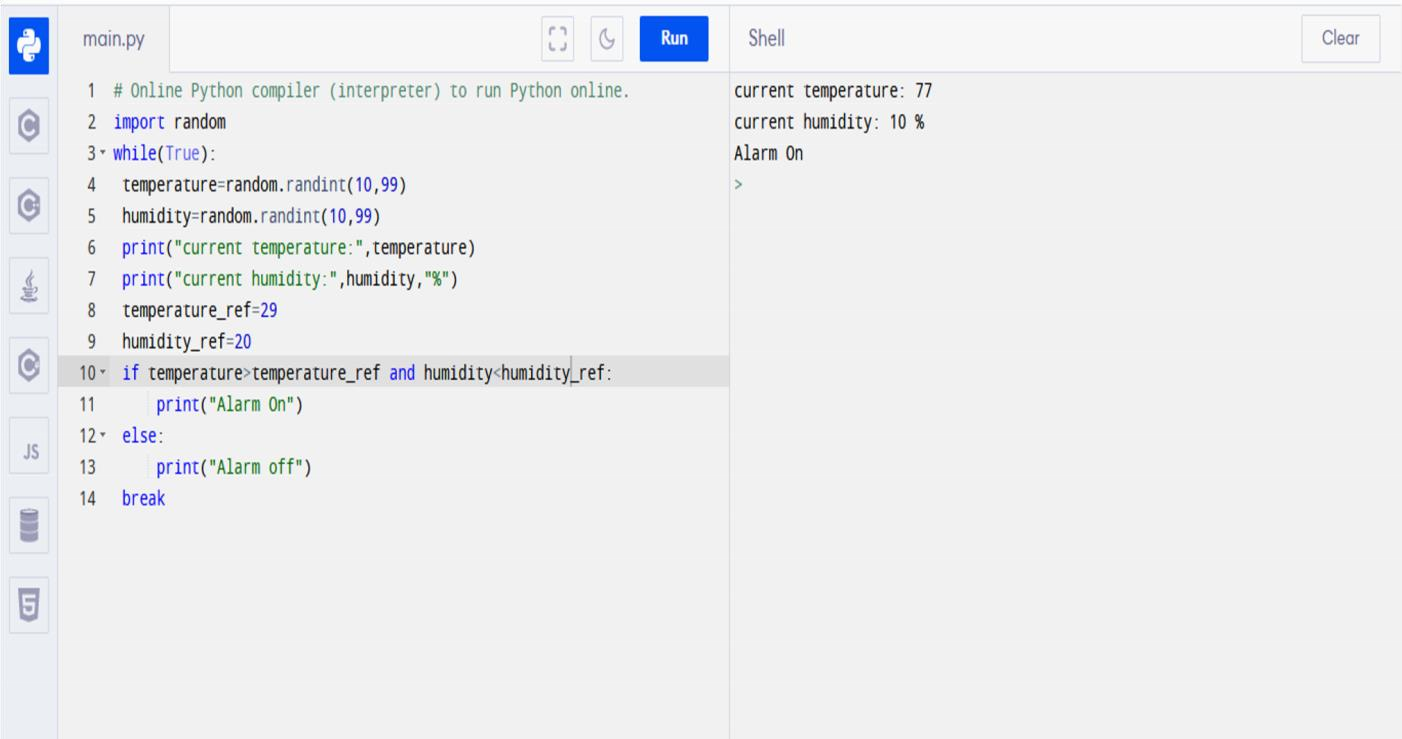 main.py
Run
Shell
Clear
1 # Online Python compiler (interpreter) to run Python online.
2 import random
3 while(True):
4 temperature=random.randint(10,99)
5 humidity=random.randint(10,99)
6 print("current temperature:",temperature)
7 print("current humidity:",humidity,"%")
8 temperature_ref=29
9 humidity_ref=20
10 if temperature>temperature_ref and humidity<humidity_ref:
11 print("Alarm On")
12 else:
13 print("Alarm off")
14 break
JS
current temperature: 77
current humidity: 10 %
Alarm On
>